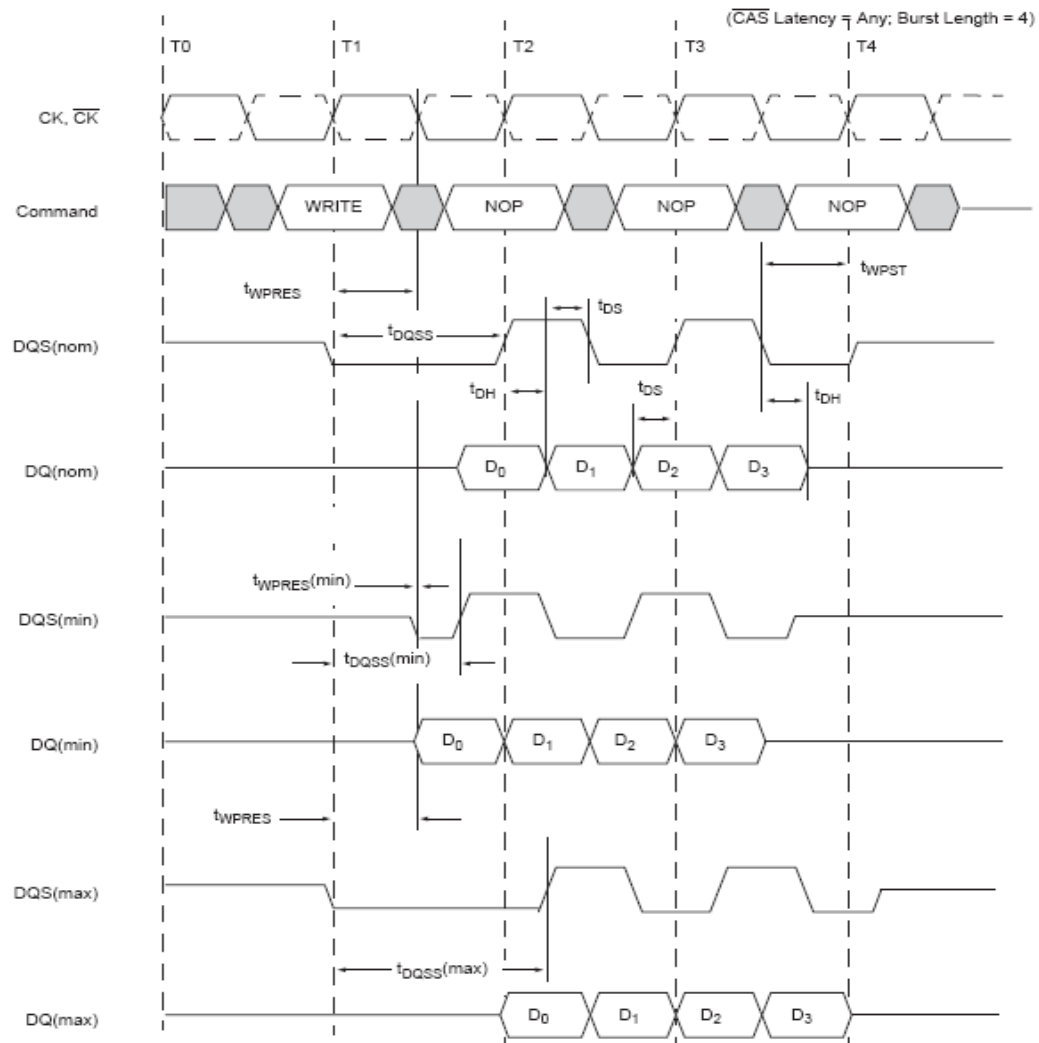 (CAS Latency = Any; Burst Length = 4)
T0 T1 T2 T3 T4
CK, CK
Command WRITE NOP NOP NOP
tWPST
tWPRES tDS
tDQSS
DQS(nom)
tDH tDS tDH
DQ(nom) D0 D1 D2 D3
tWPRES(min)
DQS(min)
tDQSS(min)
DQ(min) D0 D1 D2 D3
tWPRES
DQS(max)
tDQSS(max)
DQ(max) D0 D1 D2 D3